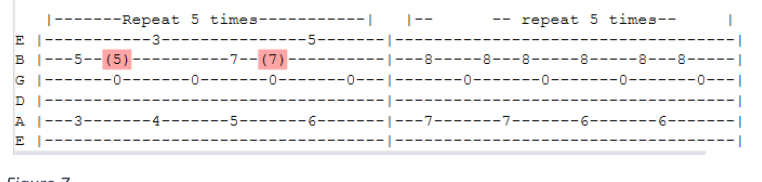 |-------Repeat 5 times------------| |-- -- repeat 5 times-- |
E |-----------3---------------5-------|-----------------------------------|
B |---5--(5)----------7--(7)----------|---8-----8---8-----8-----8---8-----|
G |-------0-------0-------0-------0---|-------0-------0-------0-------0---|
D |-----------------------------------|-----------------------------------|
A |---3-------4-------5-------6-------|---7-------7-------6-------6-------|
E |-----------------------------------|-----------------------------------|
Figure 7